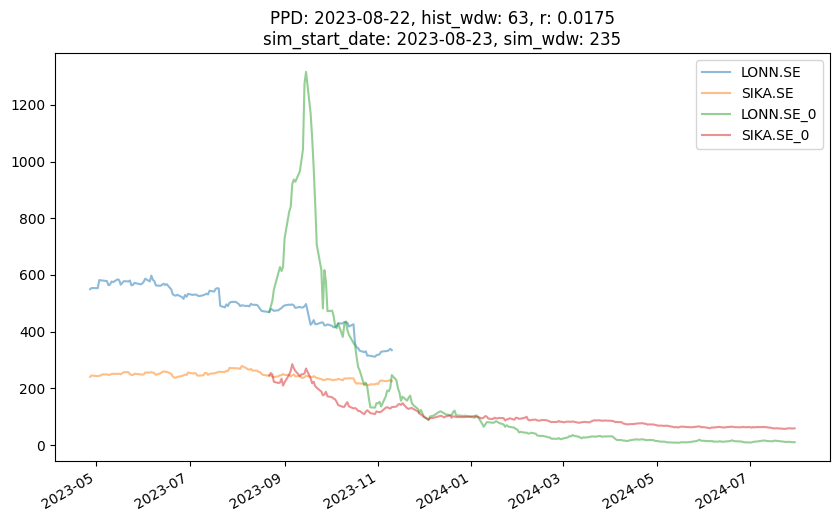 PPD: 2023-08-22, hist_wdw: 63, r: 0.0175
sim_start_date: 2023-08-23, sim_wdw: 235
LONN.SE
SIKA.SE
LONN.SE_0
SIKA.SE_0
1200
1000
800
600
400
200
0
2023-05
2023-07
2023-09
2023-11
2024-01
2024-03
2024-05
2024-07